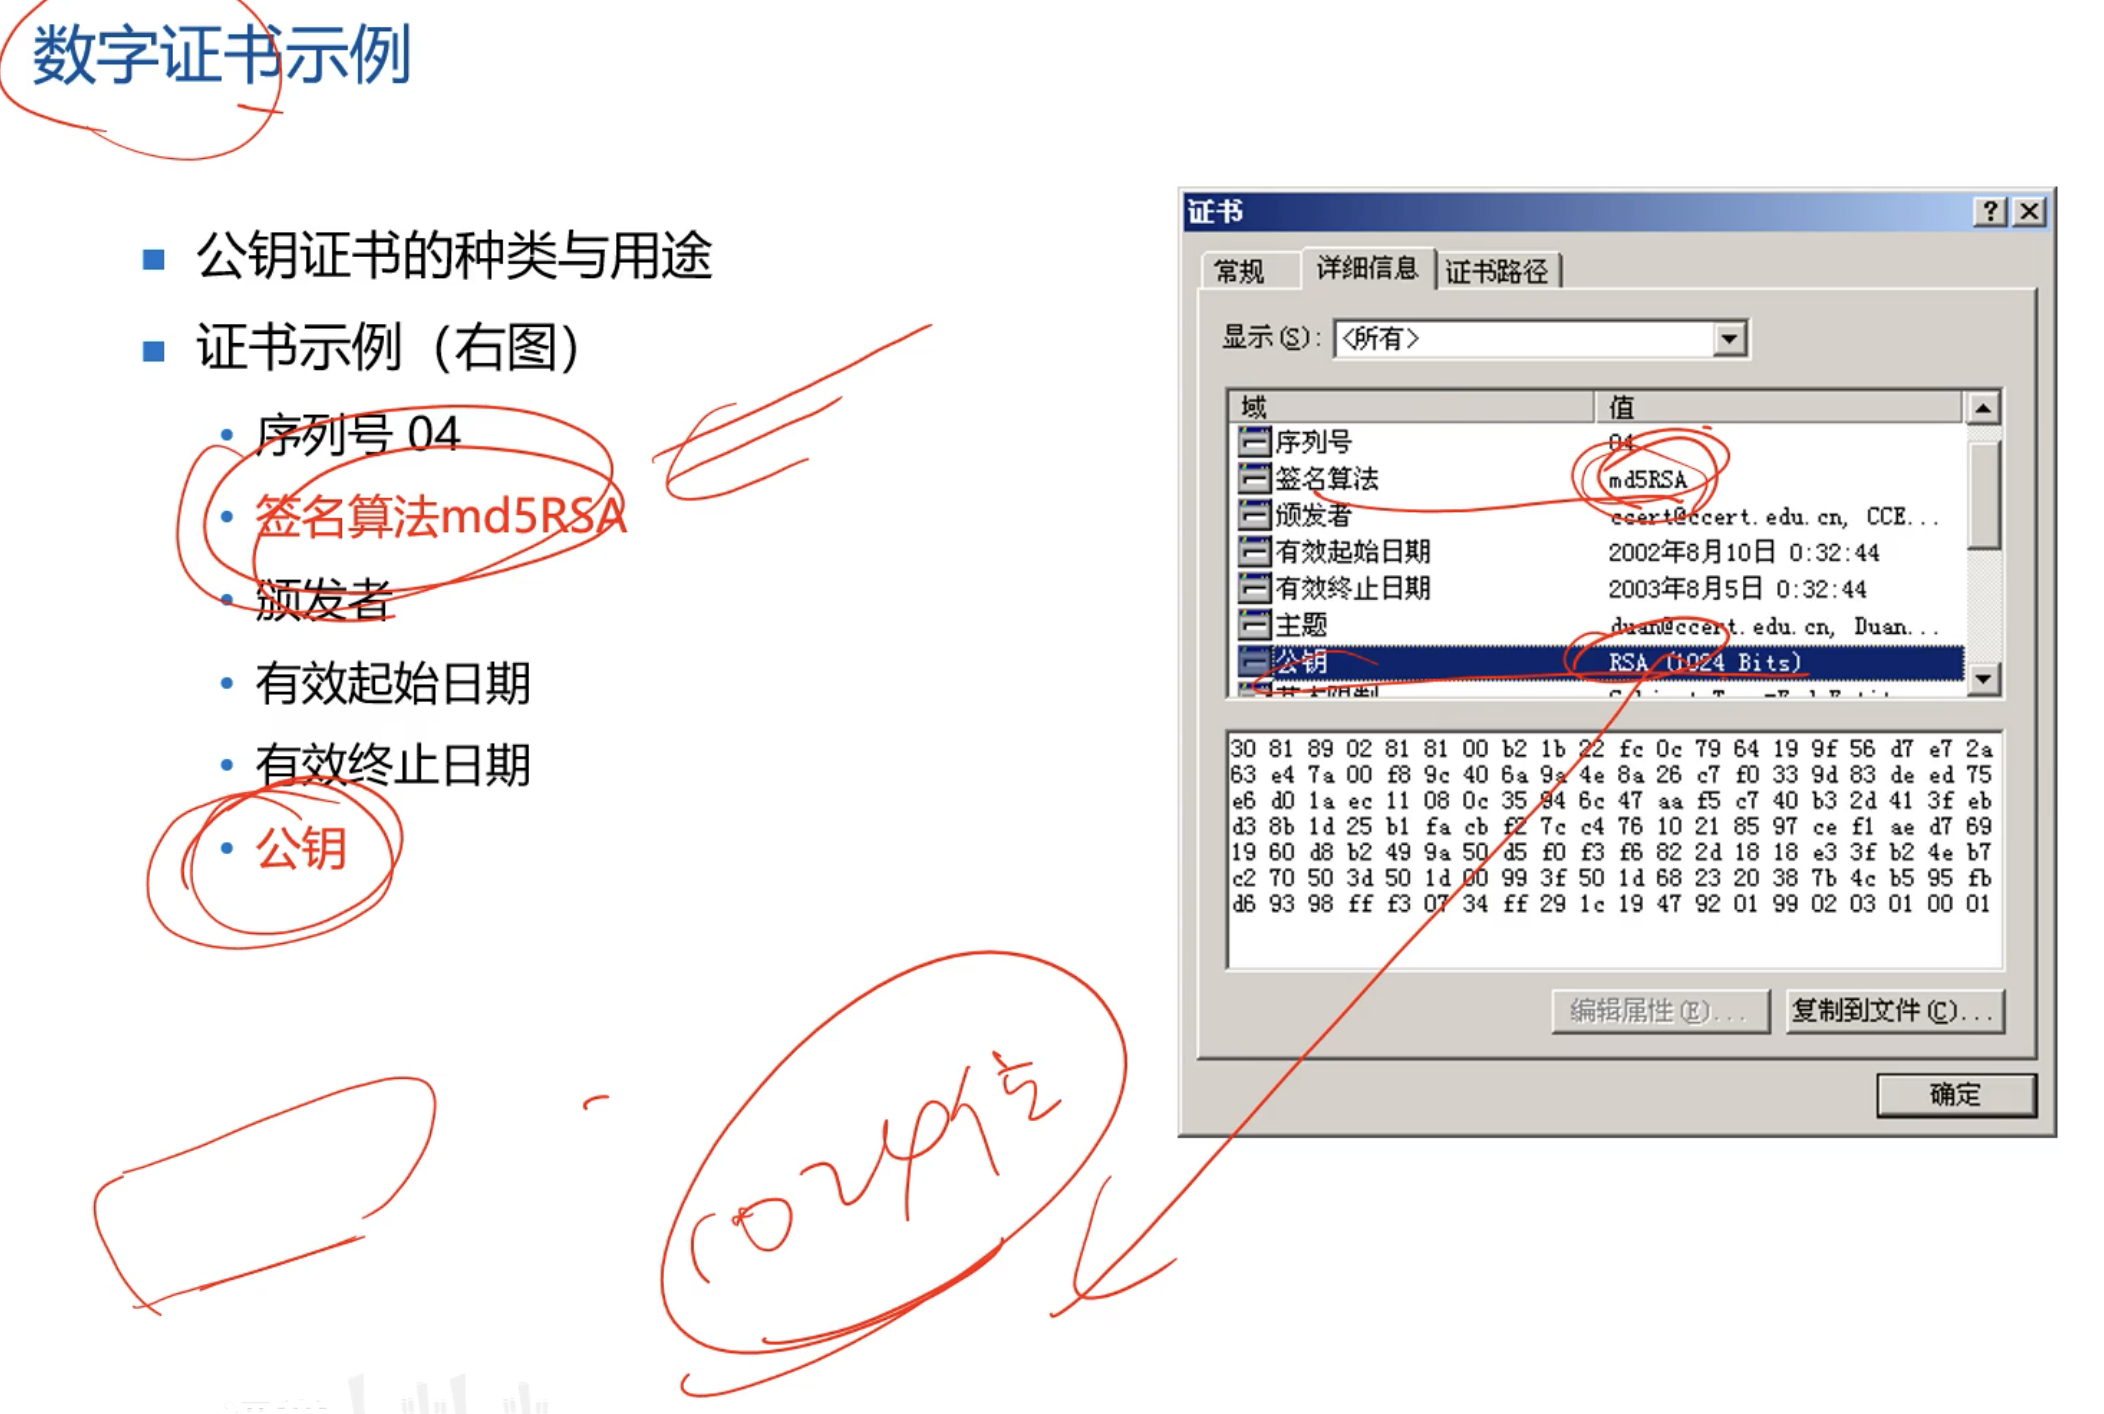 数字证书示例
公钥证书的种类与用途
证书示例（右图）
序列号 04
签名算法md5RSA
颁发者
有效起始日期
有效终止日期
公钥
1024位
证书
常规 详细信息 证书路径
显示(S): <所有>
域 值
序列号 04
签名算法 md5RSA
颁发者 ccert@ccert.edu.cn, CCE...
有效起始日期 2002年8月10日 0:32:44
有效终止日期 2003年8月5日 0:32:44
主题 duan@ccert.edu.cn, Duan...
公钥 RSA (1024 Bits)
30 81 89 02 81 81 00 b2 1b 22 fc 0c 79 64 19 9f 56 d7 e7 2a
63 e4 7a 00 f8 9c 40 6a 9a 4e 8a 26 c7 f0 33 9d 83 de ed 75
e6 d0 1a ec 11 08 0c 35 94 6c 47 aa f5 c7 40 b3 2d 41 3f eb
d3 8b 1d 25 b1 fa cb f2 7c c4 76 10 21 85 97 ce f1 ae d7 69
19 60 d8 b2 49 9a 50 d5 f0 f3 f6 82 2d 18 18 e3 3f b2 4e b7
c2 70 50 3d 50 1d 00 99 3f 50 1d 68 23 20 38 7b 4c b5 95 fb
d6 93 98 ff f3 07 34 ff 29 1c 19 47 92 01 99 02 03 01 00 01
编辑属性(E)... 复制到文件(C)...
确定